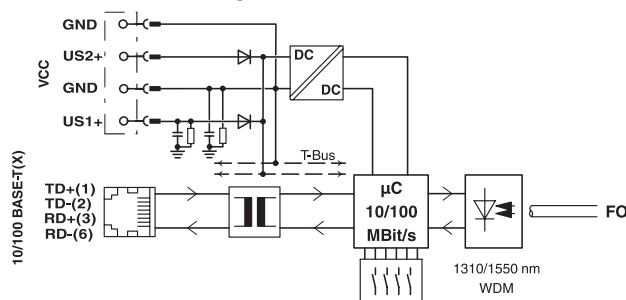 GND
US2+
GND
US1+
VCC
DC
DC
T-Bus
10/100 BASE-T(X)
TD+(1)
TD-(2)
RD+(3)
RD-(6)
µC
10/100
MBit/s
FO
1310/1550 nm
WDM